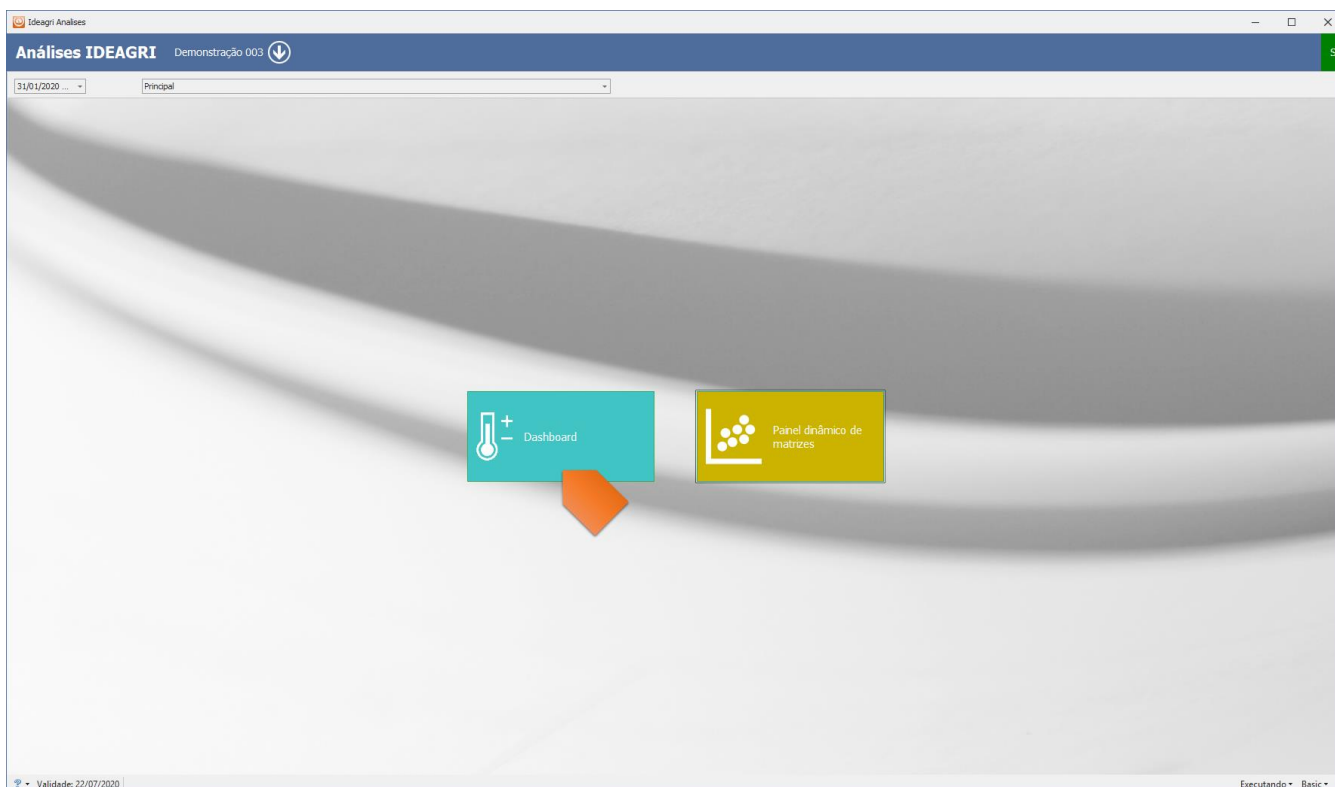 Ideagri Analises
Análises IDEAGRI Demonstração 003
S
31/01/2020 ... Principal
Dashboard
Painel dinâmico de
matrizes
Validade: 22/07/2020 Executando Basic